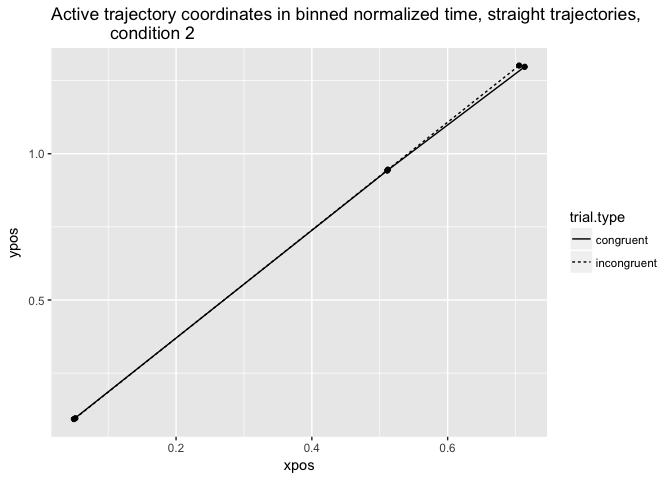 Active trajectory coordinates in binned normalized time, straight trajectories,
condition 2
1.0
0.5
ypos
0.2 0.4 0.6
xpos
trial.type
congruent
incongruent